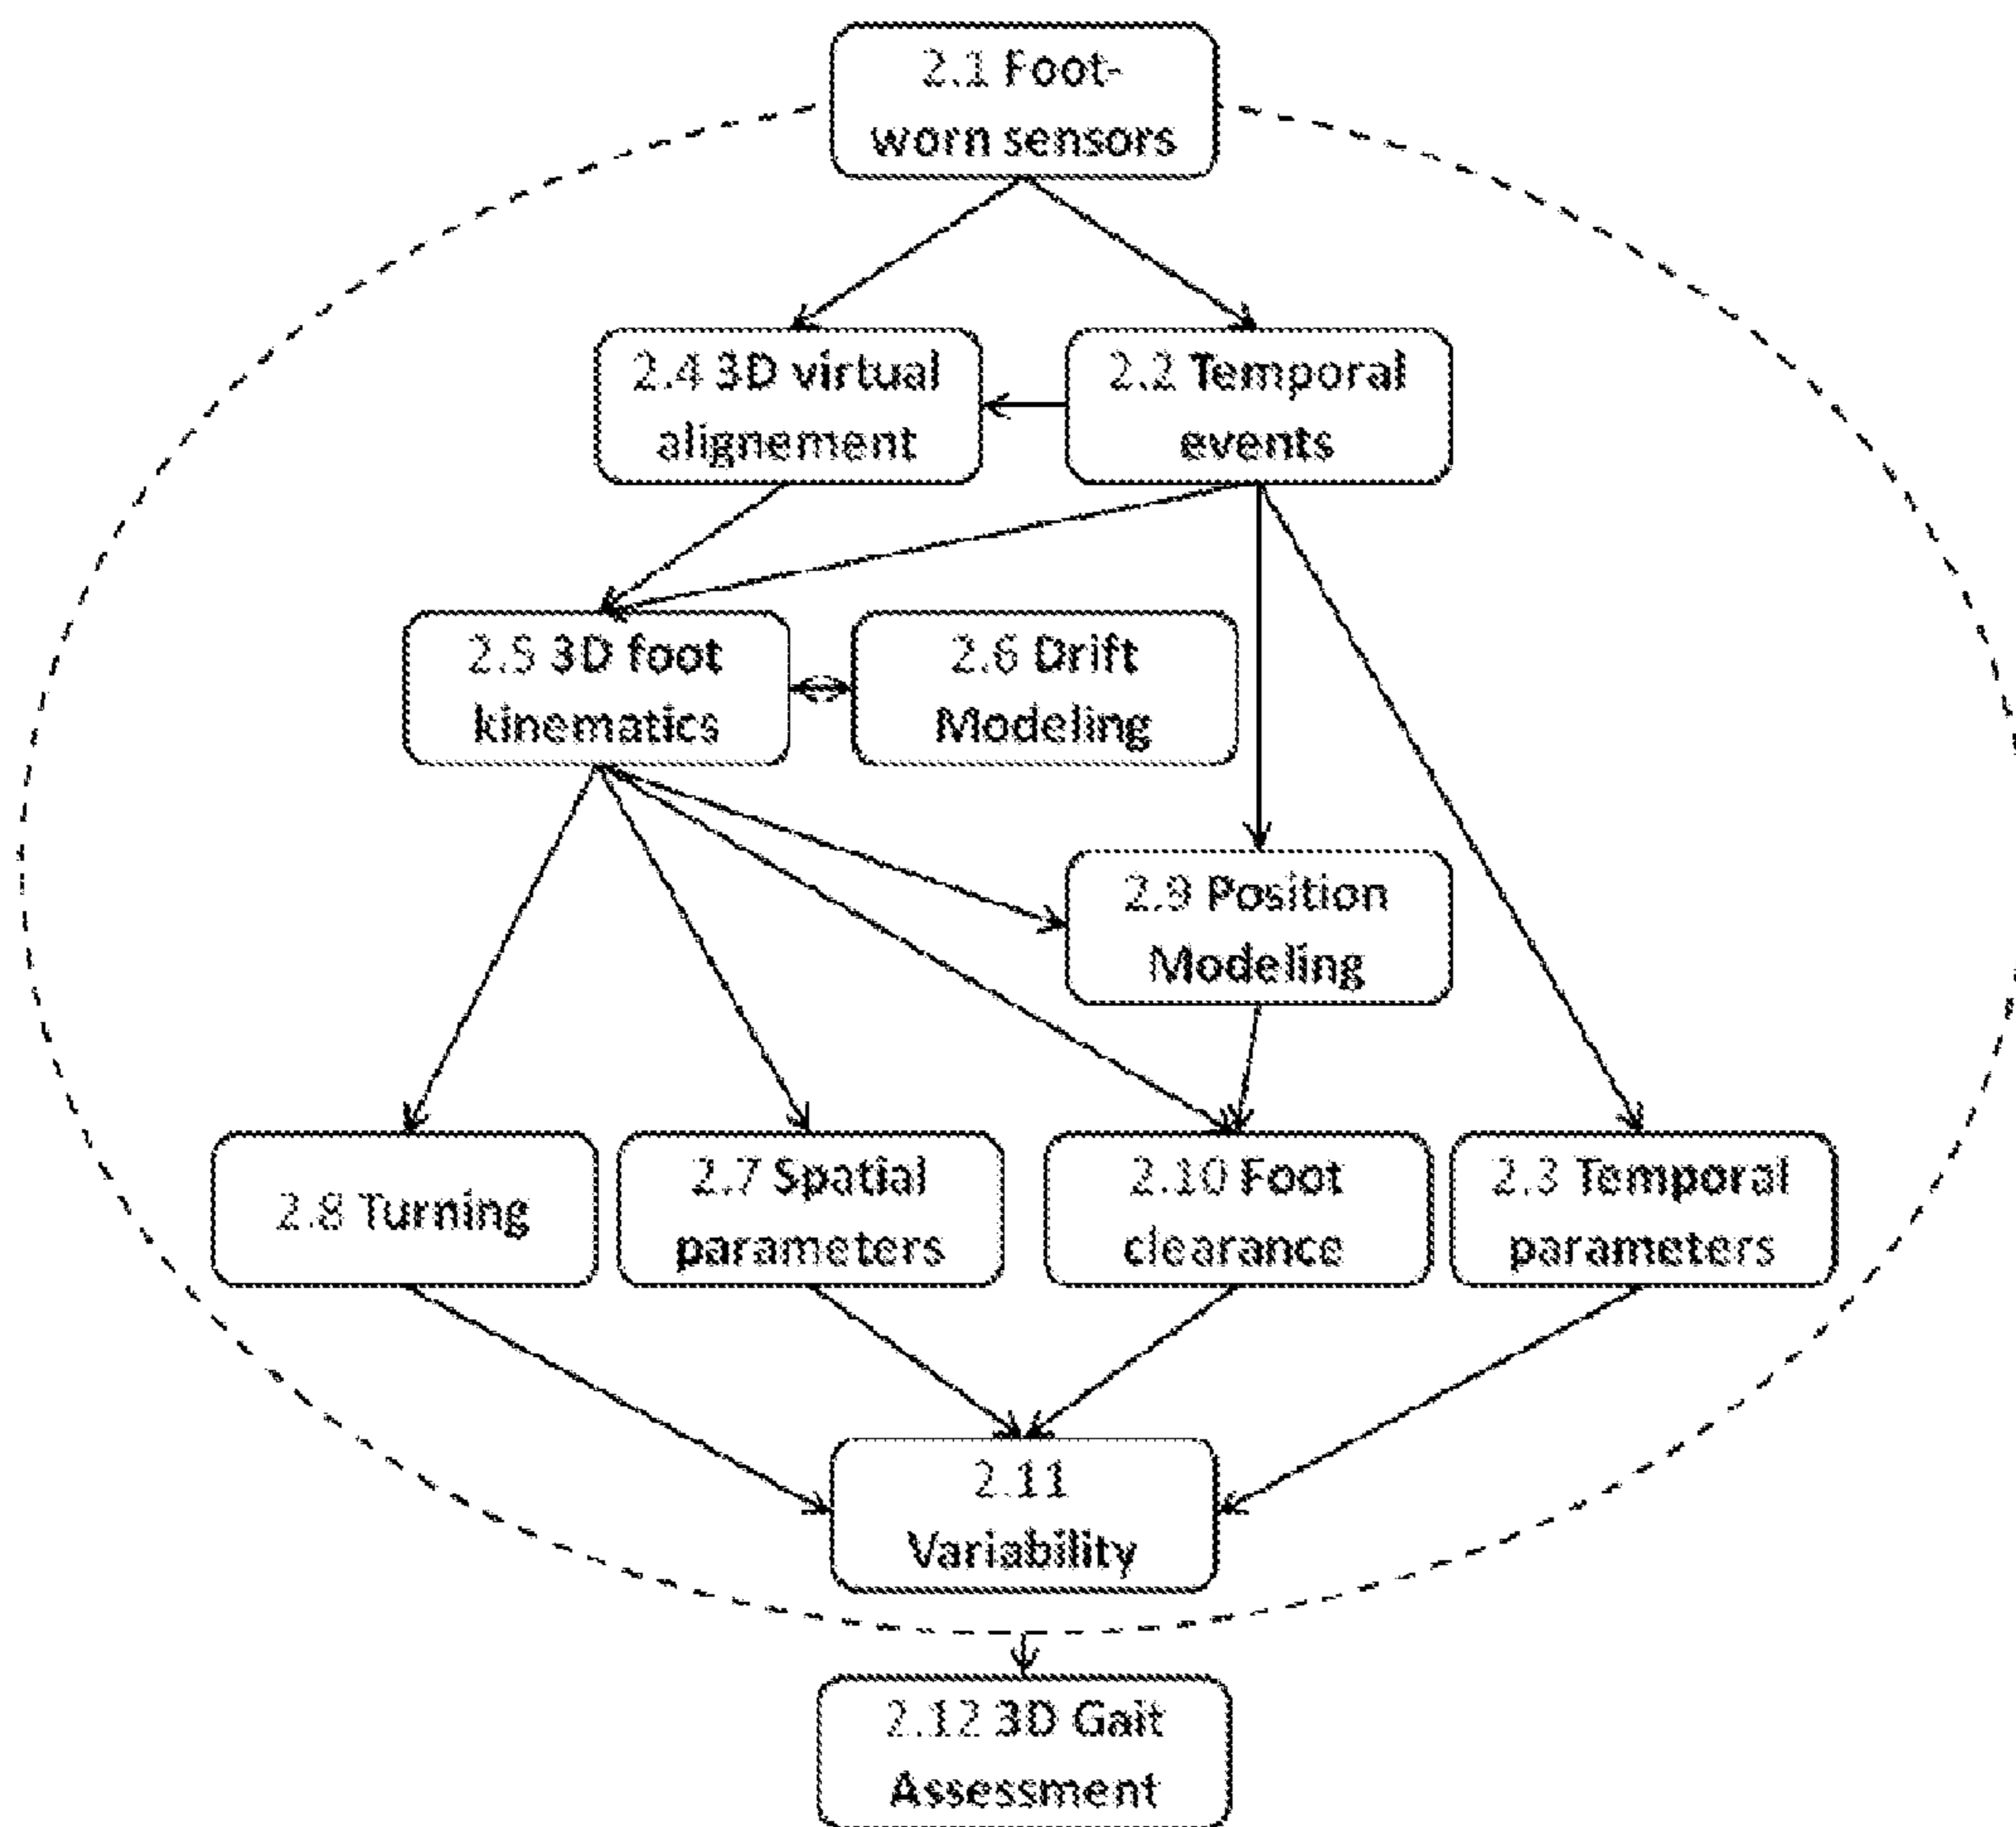 2.1 Foot-
worn sensors
2.4 3D virtual
alignement
2.2 Temporal
events
2.5 3D foot
kinematics
2.6 Drift
Modeling
2.9 Position
Modeling
2.8 Turning
2.7 Spatial
parameters
2.10 Foot
clearance
2.3 Temporal
parameters
2.11
Variability
2.12 3D Gait
Assessment